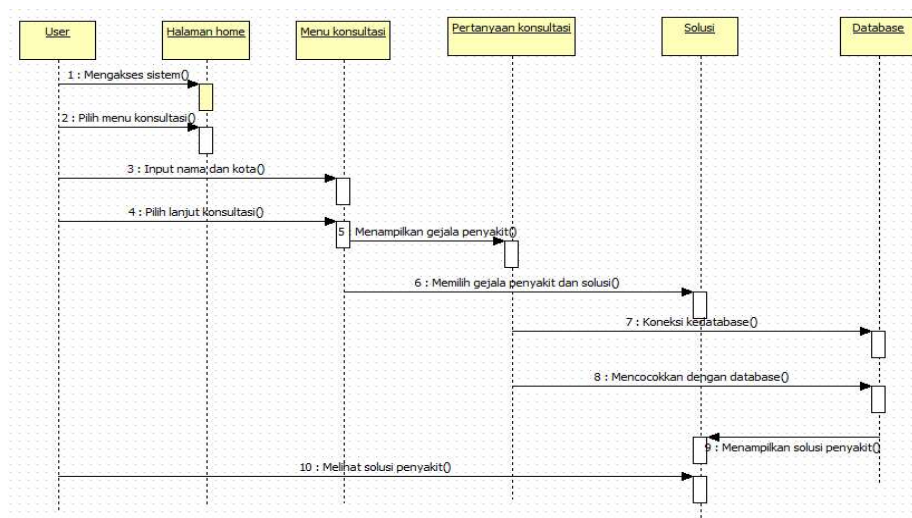 User
Halaman home
Menu konsultasi
Pertanyaan konsultasi
Solusi
Database
1 : Mengakses sistem()
2 : Pilih menu konsultasi()
3 : Input nama dan kota()
4 : Pilih lanjut konsultasi()
5 : Menampilkan gejala penyakit()
6 : Memilih gejala penyakit dan solusi()
7 : Koneksi kedatabase()
8 : Mencocokkan dengan database()
9 : Menampilkan solusi penyakit()
10 : Melihat solusi penyakit()